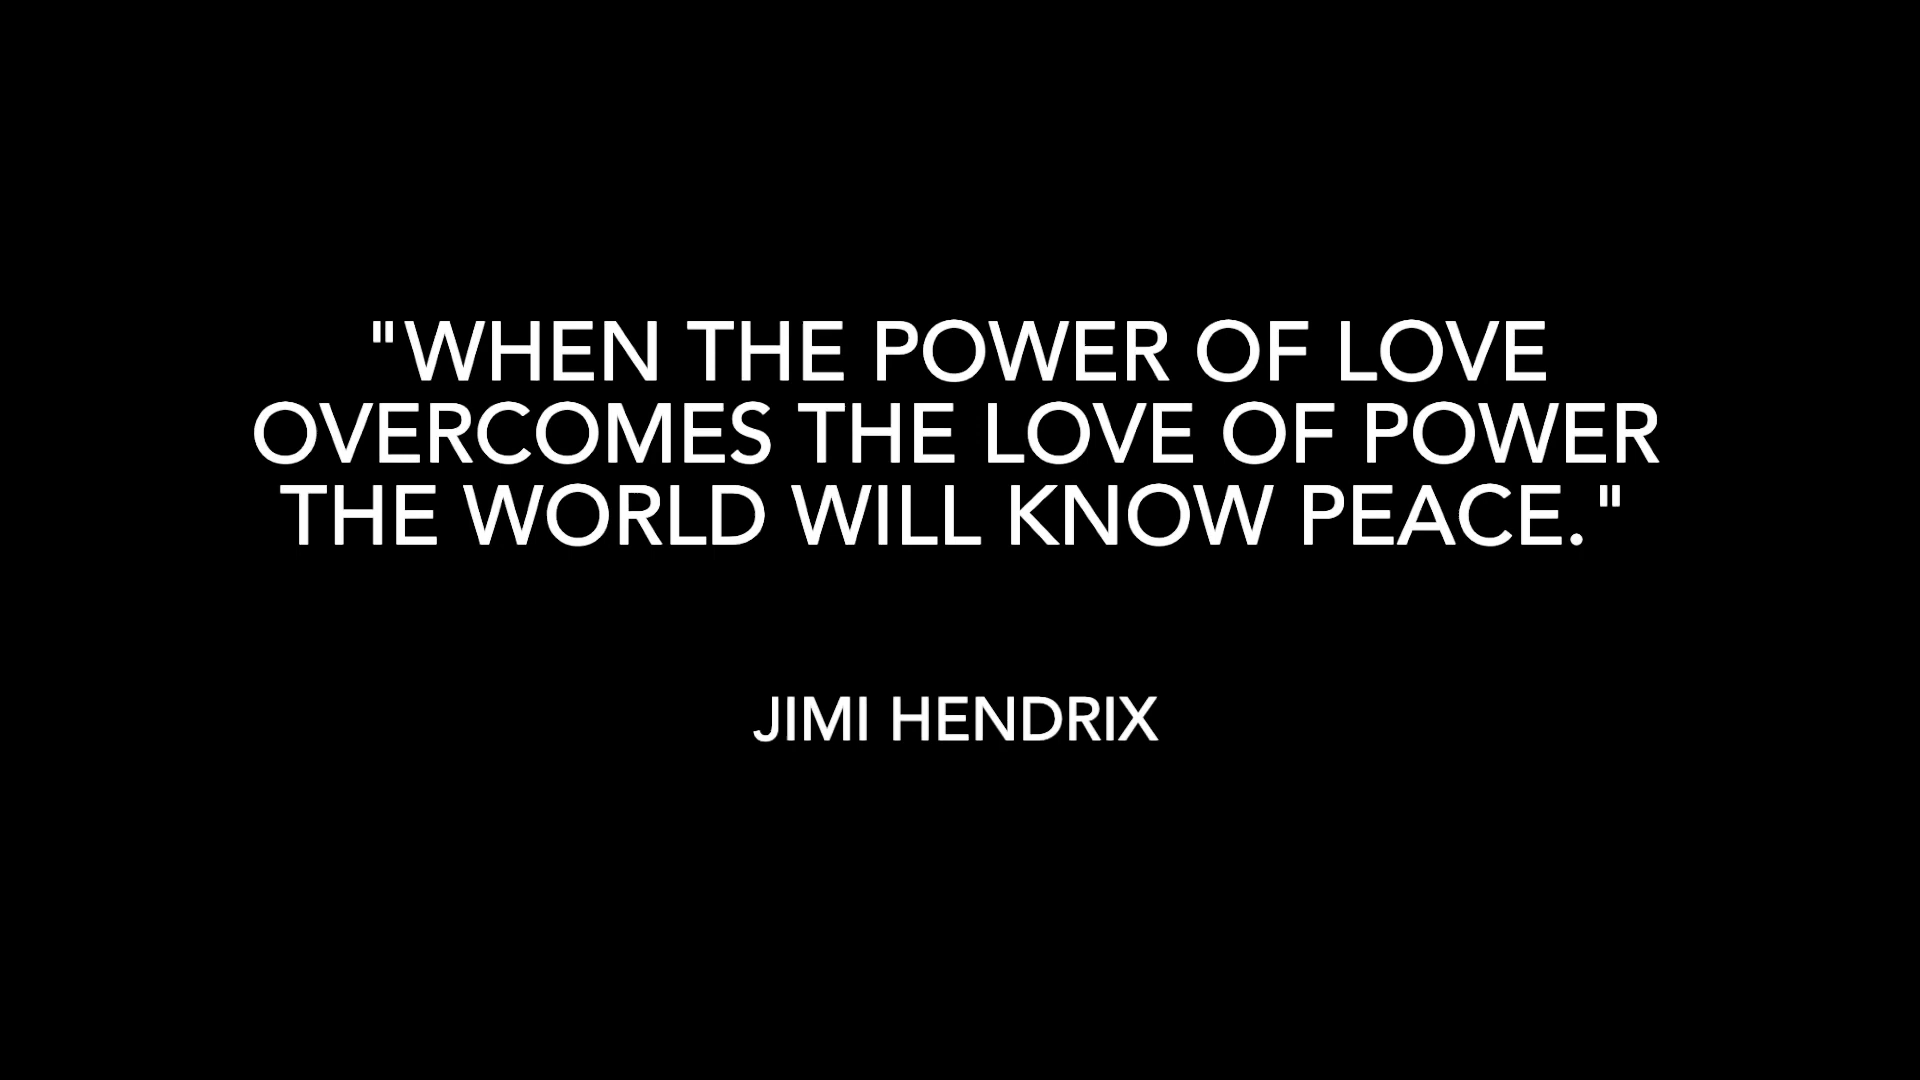 "WHEN THE POWER OF LOVE
OVERCOMES THE LOVE OF POWER
THE WORLD WILL KNOW PEACE."
JIMI HENDRIX